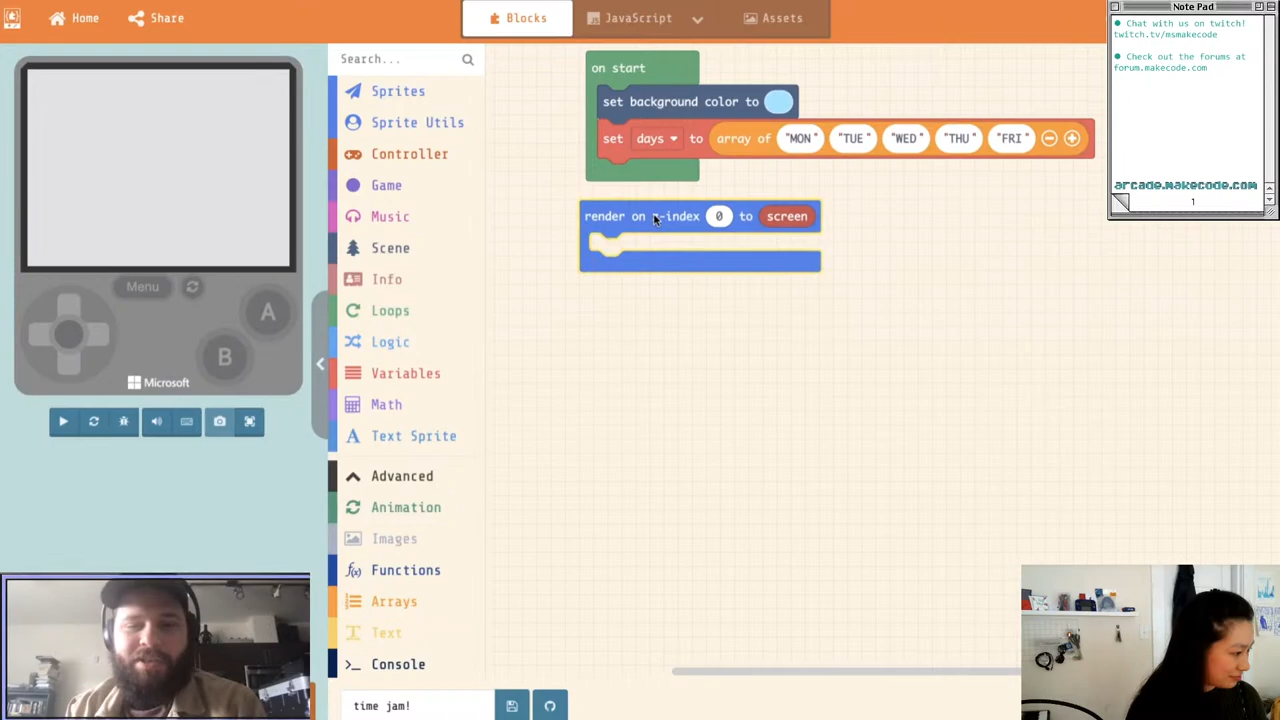 Home
Share
Blocks
JavaScript
Assets
Note Pad
Chat with us on twitch!
twitch.tv/msmakecode
Check out the forums at
forum.makecode.com
arcade.makecode.com
1
Menu
A
B
Microsoft
Search...
Sprites
Sprite Utils
Controller
Game
Music
Scene
Info
Loops
Logic
Variables
Math
Text Sprite
Advanced
Animation
Images
Functions
Arrays
Text
Console
on start
set background color to
set days to array of "MON" "TUE" "WED" "THU" "FRI"
render on z-index 0 to screen
time jam!